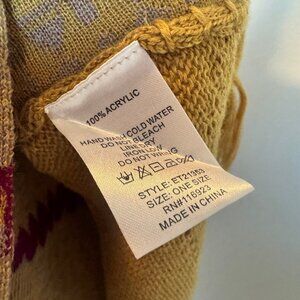 100% ACRYLIC
HAND WASH COLD WATER
DO NOT BLEACH
LINE DRY
IRON LOW
DO NOT WRING
STYLE: ET21353
SIZE: ONE SIZE
RN#116923
MADE IN CHINA